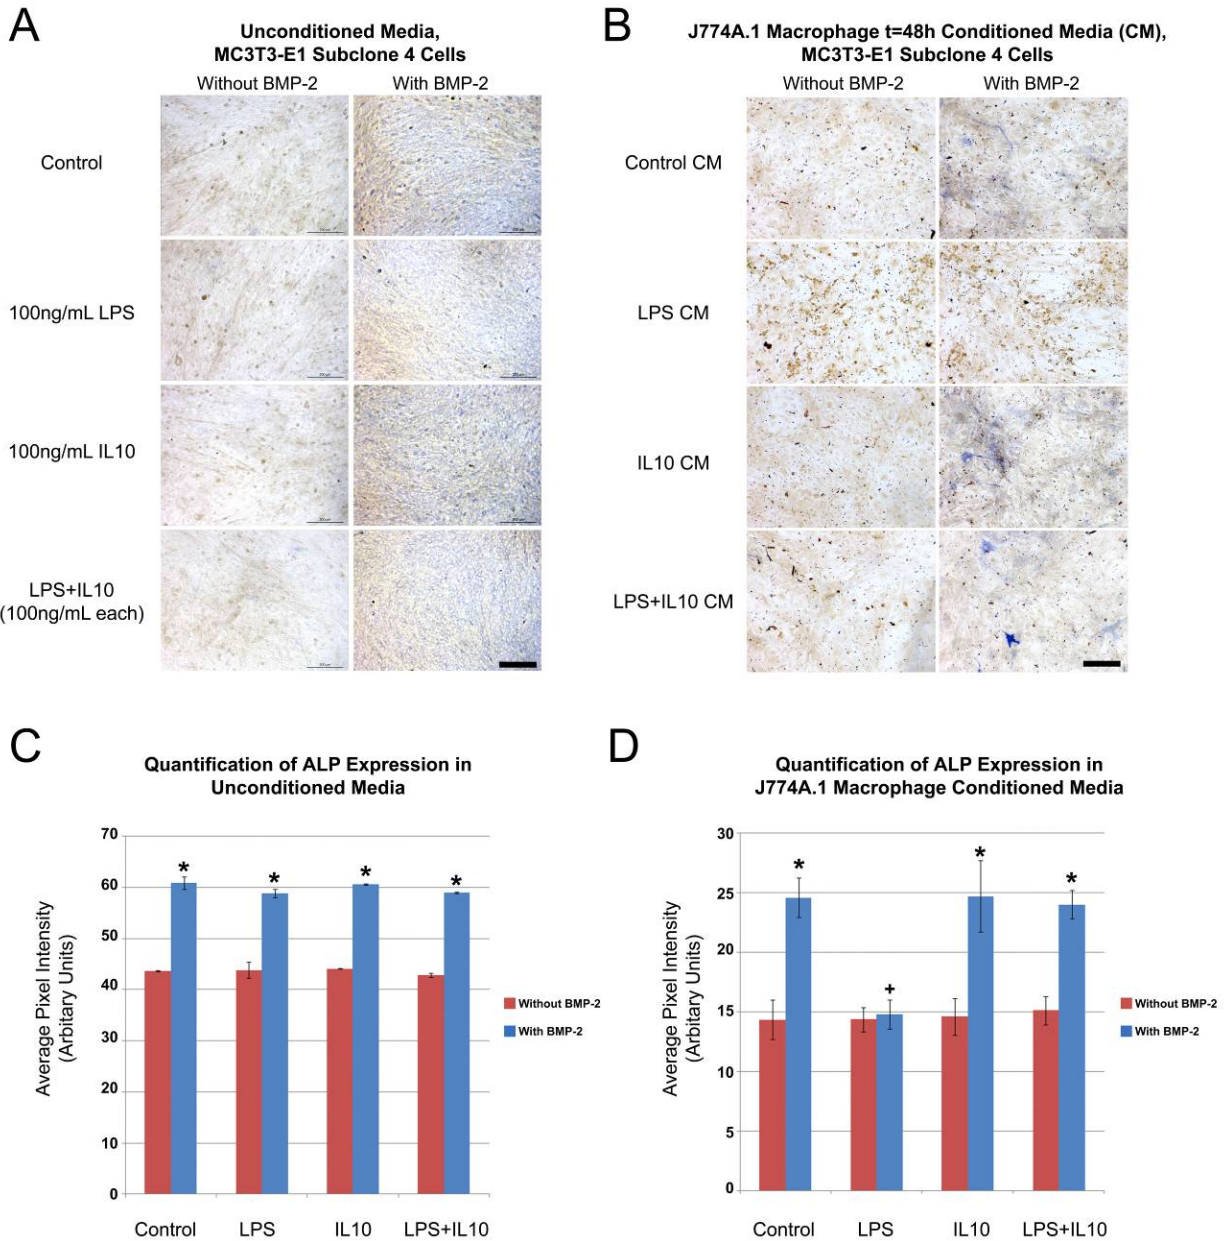 A
Unconditioned Media,
MC3T3-E1 Subclone 4 Cells
Without BMP-2 With BMP-2
Control
100ng/mL LPS
100ng/mL IL10
LPS+IL10
(100ng/mL each)
B
J774A.1 Macrophage t=48h Conditioned Media (CM),
MC3T3-E1 Subclone 4 Cells
Without BMP-2 With BMP-2
Control CM
LPS CM
IL10 CM
LPS+IL10 CM
C
Quantification of ALP Expression in
Unconditioned Media
Average Pixel Intensity
(Arbitary Units)
70
60
50
40
30
20
10
0
* * * *
Control LPS IL10 LPS+IL10
Without BMP-2
With BMP-2
D
Quantification of ALP Expression in
J774A.1 Macrophage Conditioned Media
Average Pixel Intensity
(Arbitary Units)
30
25
20
15
10
5
0
* + * *
Control LPS IL10 LPS+IL10
Without BMP-2
With BMP-2